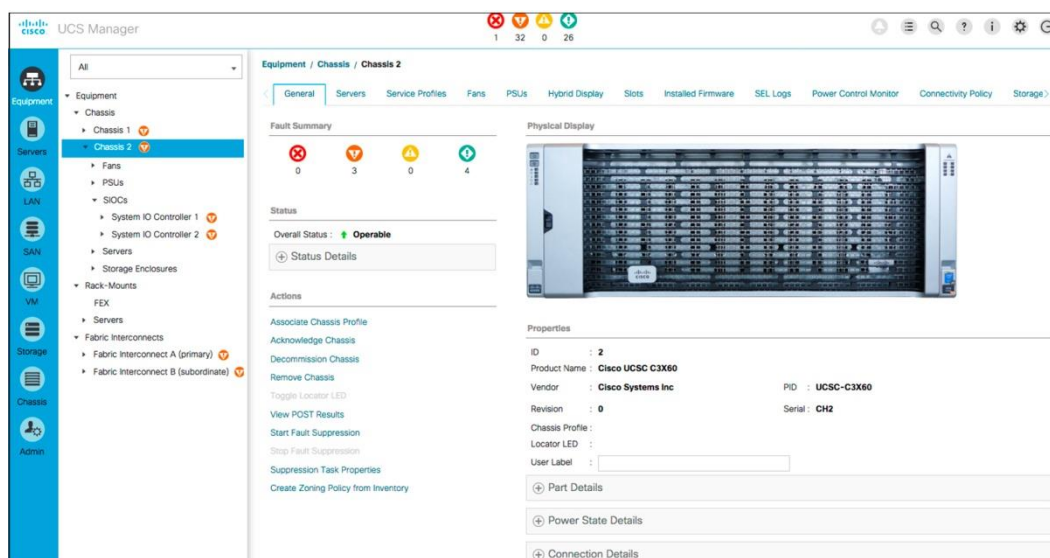 CISCO
UCS Manager
1 32 0 26
All
Equipment
Servers
LAN
SAN
VM
Storage
Chassis
Admin
Equipment
Chassis
Chassis 1
Chassis 2
Fans
PSUs
SIOCs
System IO Controller 1
System IO Controller 2
Servers
Storage Enclosures
Rack-Mounts
FEX
Servers
Fabric Interconnects
Fabric Interconnect A (primary)
Fabric Interconnect B (subordinate)
Equipment / Chassis / Chassis 2
General Servers Service Profiles Fans PSUs Hybrid Display Slots Installed Firmware SEL Logs Power Control Monitor Connectivity Policy Storage
Fault Summary
0 3 0 4
Status
Overall Status : Operable
Status Details
Actions
Associate Chassis Profile
Acknowledge Chassis
Decommission Chassis
Remove Chassis
Toggle Locator LED
View POST Results
Start Fault Suppression
Stop Fault Suppression
Suppression Task Properties
Create Zoning Policy from Inventory
Physical Display
CISCO
Properties
ID : 2
Product Name : Cisco UCSC C3X60
Vendor : Cisco Systems Inc PID : UCSC-C3X60
Revision : 0 Serial : CH2
Chassis Profile :
Locator LED :
User Label :
Part Details
Power State Details
Connection Details